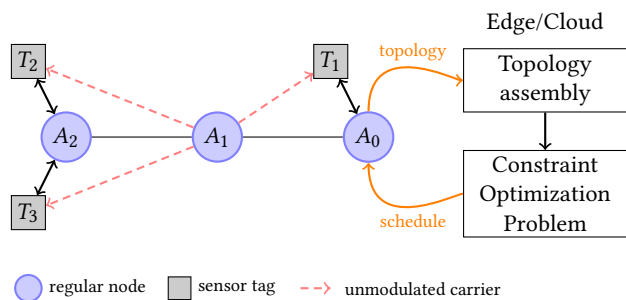 Edge/Cloud
T2
T1
topology
Topology
assembly
A2
A1
A0
Constraint
Optimization
Problem
T3
schedule
regular node
sensor tag
unmodulated carrier